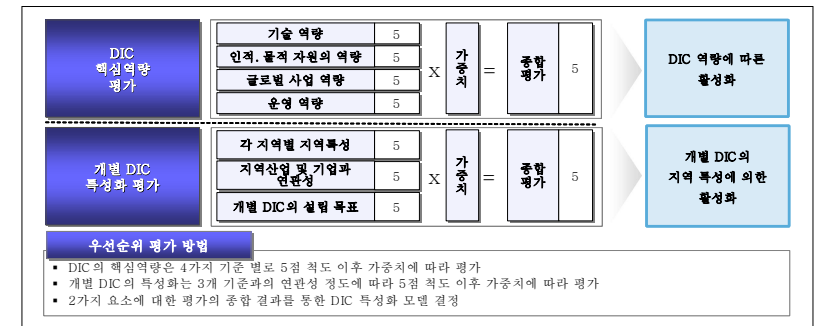 DIC
핵심역량
평가
기술 역량 5
인적. 물적 자원의 역량 5
글로벌 사업 역량 5
운영 역량 5
X
가
중
치
=
종합
평가
5
DIC 역량에 따른
활성화
개별 DIC
특성화 평가
각 지역별 지역특성 5
지역산업 및 기업과
연관성
5
개별 DIC의 설립 목표 5
X
가
중
치
=
종합
평가
5
개별 DIC의
지역 특성에 의한
활성화
우선순위 평가 방법
▪ DIC의 핵심역량은 4가지 기준 별로 5점 척도 이후 가중치에 따라 평가
▪ 개별 DIC의 특성화는 3개 기준과의 연관성 정도에 따라 5점 척도 이후 가중치에 따라 평가
▪ 2가지 요소에 대한 평가의 종합 결과를 통한 DIC 특성화 모델 결정